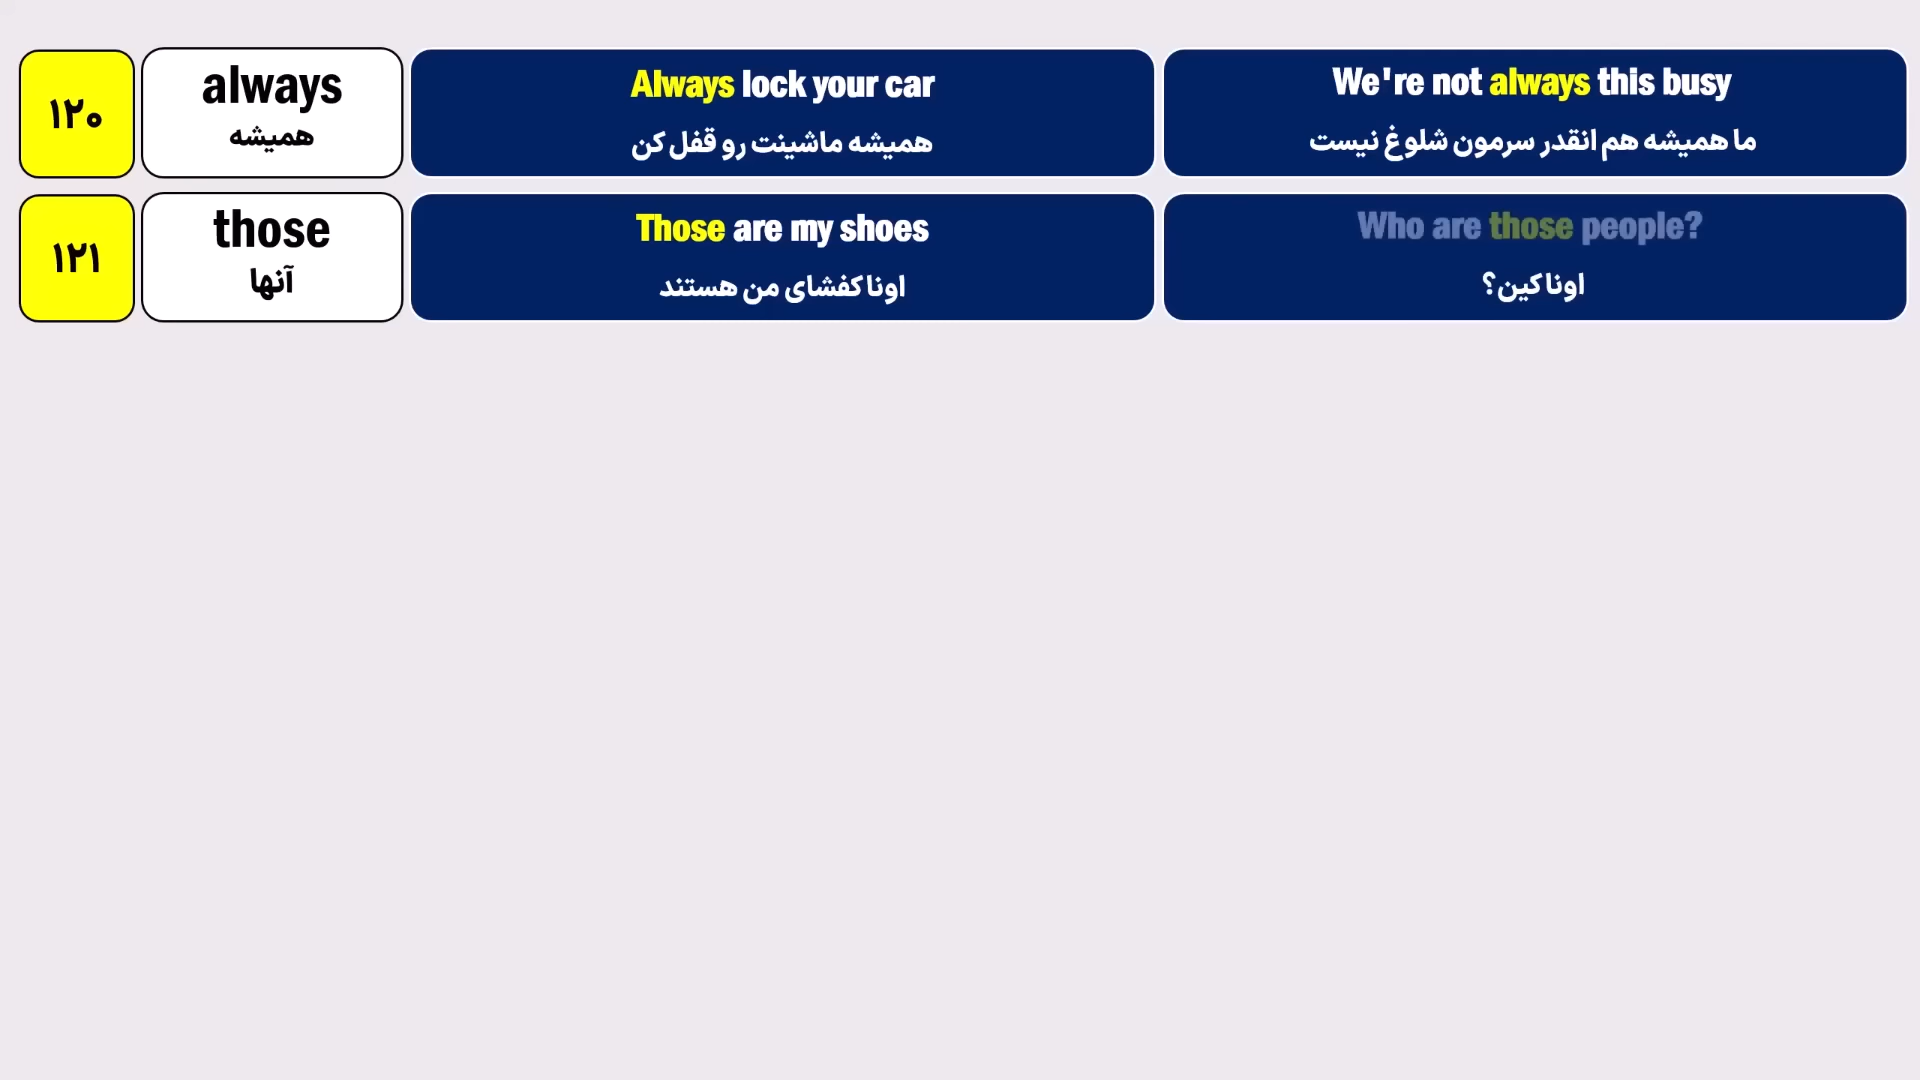 ۱۲۰
always
همیشه
Always lock your car
همیشه ماشینت رو قفل کن
We're not always this busy
ما همیشه هم انقدر سرمون شلوغ نیست
۱۲۱
those
آنها
Those are my shoes
اونا کفشای من هستند
Who are those people?
اونا کین؟